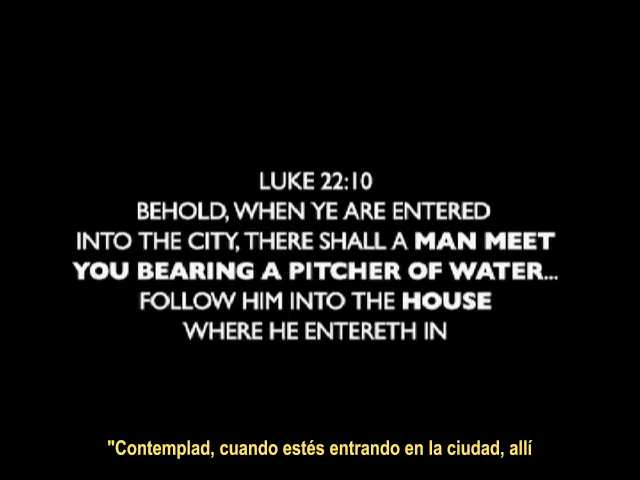 LUKE 22:10
BEHOLD, WHEN YE ARE ENTERED
INTO THE CITY, THERE SHALL A MAN MEET
YOU BEARING A PITCHER OF WATER...
FOLLOW HIM INTO THE HOUSE
WHERE HE ENTERETH IN
"Contemplad, cuando estés entrando en la ciudad, allí